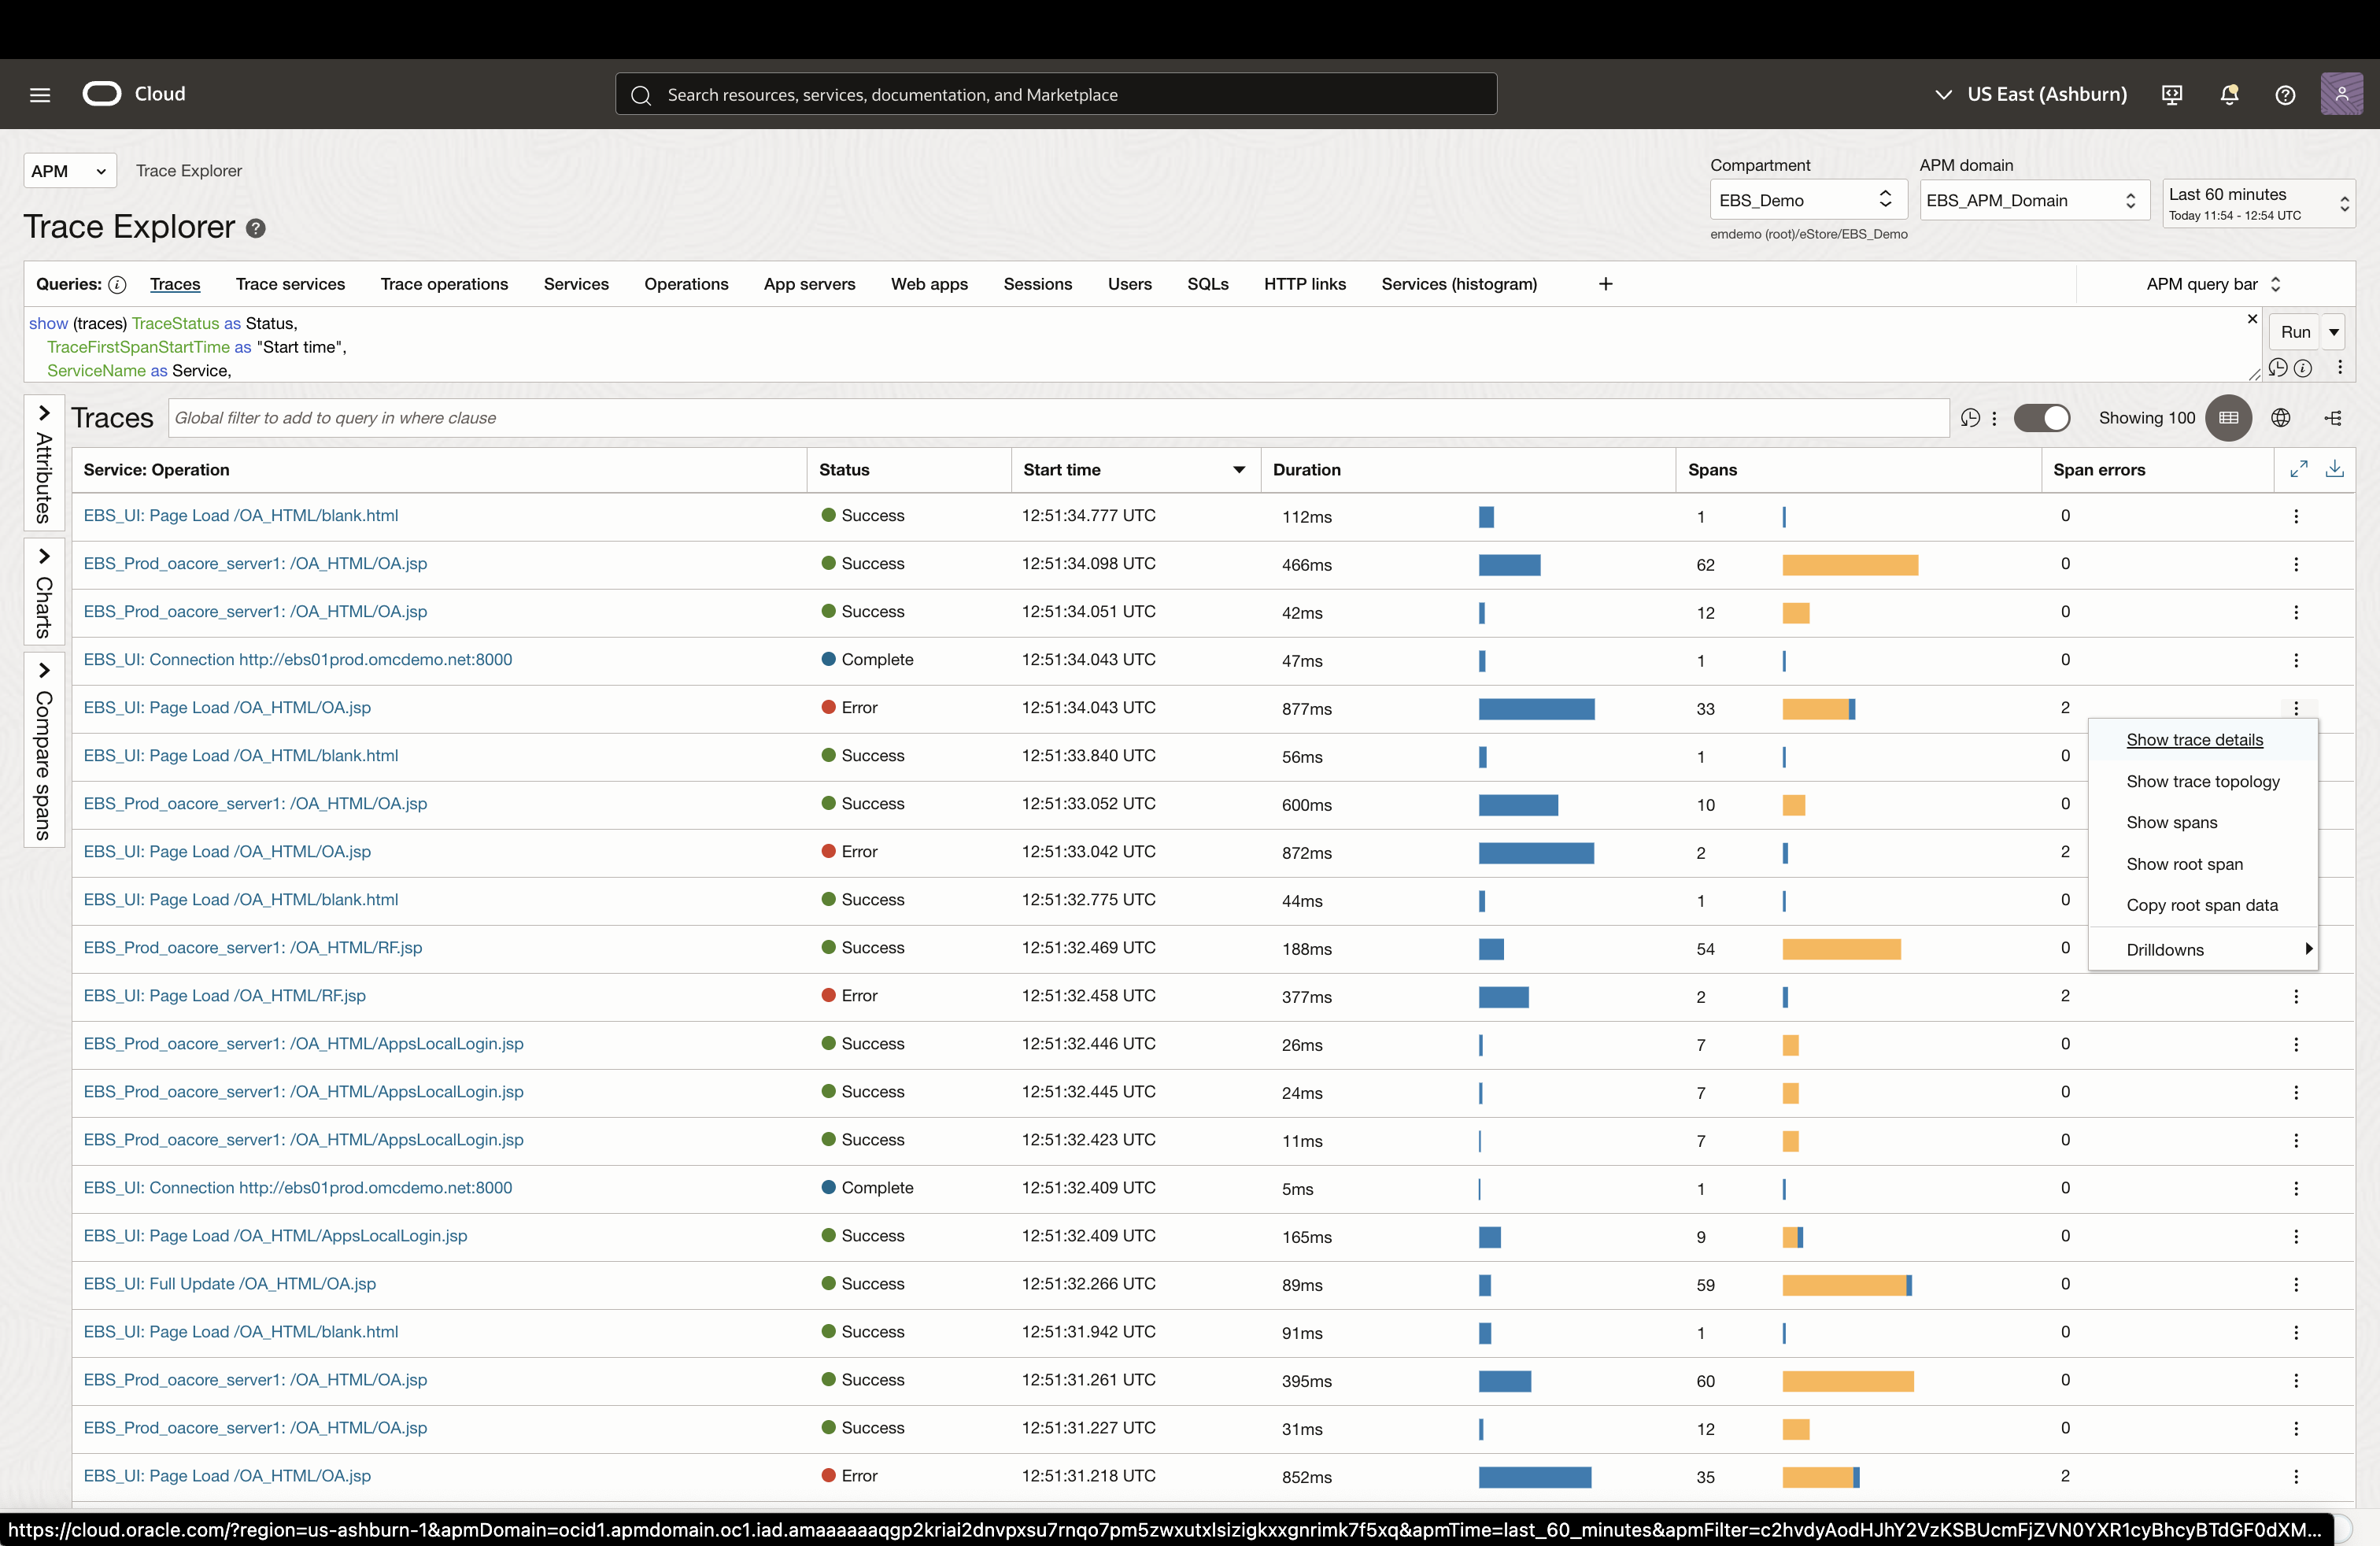 Cloud
Search resources, services, documentation, and Marketplace
US East (Ashburn)
APM
Trace Explorer
Compartment
APM domain
EBS_Demo
EBS_APM_Domain
Last 60 minutes
Today 11:54 - 12:54 UTC
emdemo (root)/eStore/EBS_Demo
Trace Explorer
Queries: Traces Trace services Trace operations Services Operations App servers Web apps Sessions Users SQLs HTTP links Services (histogram) + APM query bar
show (traces) TraceStatus as Status,
TraceFirstSpanStartTime as "Start time",
ServiceName as Service,
Run
Attributes
Charts
Compare spans
Traces Global filter to add to query in where clause Showing 100
Service: Operation Status Start time Duration Spans Span errors
EBS_UI: Page Load /OA_HTML/blank.html Success 12:51:34.777 UTC 112ms 1 0
EBS_Prod_oacore_server1: /OA_HTML/OA.jsp Success 12:51:34.098 UTC 466ms 62 0
EBS_Prod_oacore_server1: /OA_HTML/OA.jsp Success 12:51:34.051 UTC 42ms 12 0
EBS_UI: Connection http://ebs01prod.omcdemo.net:8000 Complete 12:51:34.043 UTC 47ms 1 0
EBS_UI: Page Load /OA_HTML/OA.jsp Error 12:51:34.043 UTC 877ms 33 2
EBS_UI: Page Load /OA_HTML/blank.html Success 12:51:33.840 UTC 56ms 1 0
EBS_Prod_oacore_server1: /OA_HTML/OA.jsp Success 12:51:33.052 UTC 600ms 10 0
EBS_UI: Page Load /OA_HTML/OA.jsp Error 12:51:33.042 UTC 872ms 2 2
EBS_UI: Page Load /OA_HTML/blank.html Success 12:51:32.775 UTC 44ms 1 0
EBS_Prod_oacore_server1: /OA_HTML/RF.jsp Success 12:51:32.469 UTC 188ms 54 0
EBS_UI: Page Load /OA_HTML/RF.jsp Error 12:51:32.458 UTC 377ms 2 2
EBS_Prod_oacore_server1: /OA_HTML/AppsLocalLogin.jsp Success 12:51:32.446 UTC 26ms 7 0
EBS_Prod_oacore_server1: /OA_HTML/AppsLocalLogin.jsp Success 12:51:32.445 UTC 24ms 7 0
EBS_Prod_oacore_server1: /OA_HTML/AppsLocalLogin.jsp Success 12:51:32.423 UTC 11ms 7 0
EBS_UI: Connection http://ebs01prod.omcdemo.net:8000 Complete 12:51:32.409 UTC 5ms 1 0
EBS_UI: Page Load /OA_HTML/AppsLocalLogin.jsp Success 12:51:32.409 UTC 165ms 9 0
EBS_UI: Full Update /OA_HTML/OA.jsp Success 12:51:32.266 UTC 89ms 59 0
EBS_UI: Page Load /OA_HTML/blank.html Success 12:51:31.942 UTC 91ms 1 0
EBS_Prod_oacore_server1: /OA_HTML/OA.jsp Success 12:51:31.261 UTC 395ms 60 0
EBS_Prod_oacore_server1: /OA_HTML/OA.jsp Success 12:51:31.227 UTC 31ms 12 0
EBS_UI: Page Load /OA_HTML/OA.jsp Error 12:51:31.218 UTC 852ms 35 2
Show trace details
Show trace topology
Show spans
Show root span
Copy root span data
Drilldowns
https://cloud.oracle.com/?region=us-ashburn-1&apmDomain=ocid1.apmdomain.oc1.iad.amaaaaaaqgp2kriai2dnvpxsu7rnqo7pm5zwxutxlsizigkxxgnrimk7f5xq&apmTime=last_60_minutes&apmFilter=c2hvdyAodHJhY2VzKSBUcmFjZVN0YXR1cyBhcyBTdGF0dXM...